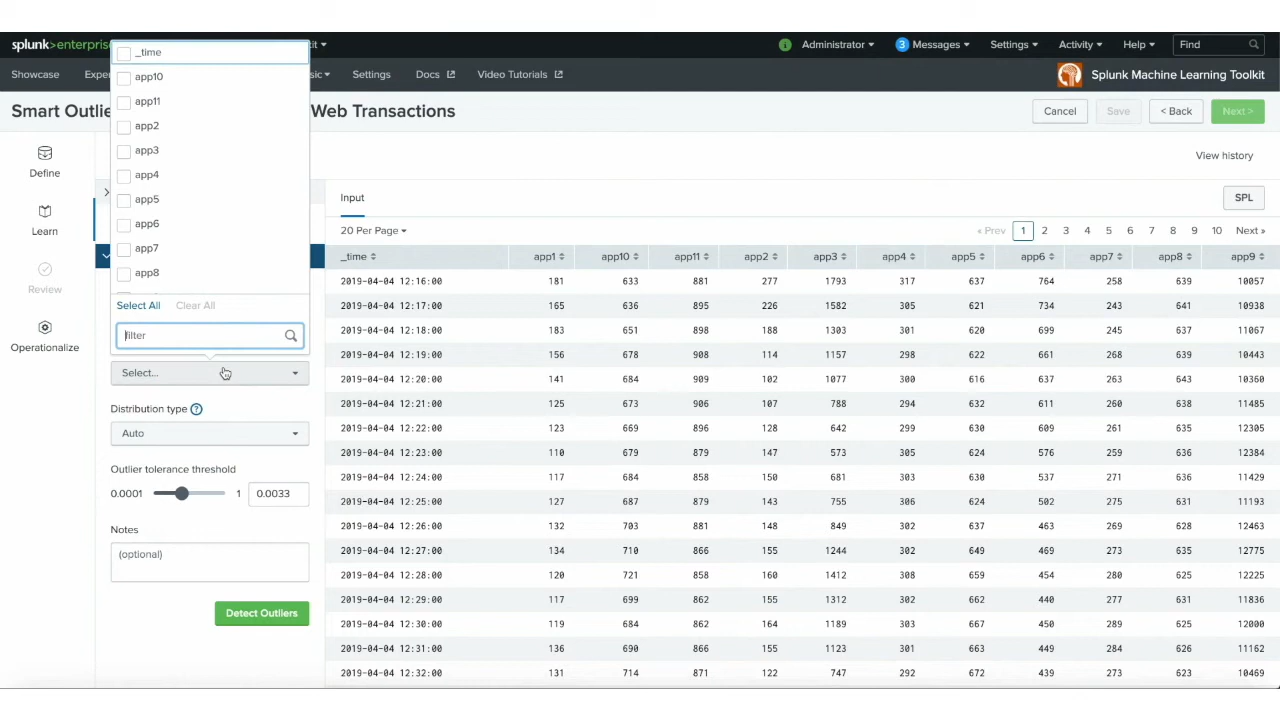 splunk>enterpris
it ▾
i Administrator ▾ 3 Messages ▾ Settings ▾ Activity ▾ Help ▾ Find
Showcase Exper sic ▾ Settings Docs Video Tutorials Splunk Machine Learning Toolkit
Smart Outlie Web Transactions Cancel Save < Back Next >
View history
Define
Learn
Review
Operationalize
_time
app10
app11
app2
app3
app4
app5
app6
app7
app8
Select All Clear All
filter
Select...
Distribution type ?
Auto
Outlier tolerance threshold
0.0001 1 0.0033
Notes
(optional)
Detect Outliers
Input SPL
20 Per Page ▾ « Prev 1 2 3 4 5 6 7 8 9 10 Next »
_time app1 app10 app11 app2 app3 app4 app5 app6 app7 app8 app9
2019-04-04 12:16:00 181 633 881 277 1793 317 637 764 258 639 10057
2019-04-04 12:17:00 165 636 895 226 1582 305 621 734 243 641 10938
2019-04-04 12:18:00 183 651 898 188 1303 301 620 699 245 637 11067
2019-04-04 12:19:00 156 678 908 114 1157 298 622 661 268 639 10443
2019-04-04 12:20:00 141 684 909 102 1077 300 616 637 263 643 10360
2019-04-04 12:21:00 125 673 906 107 788 294 632 611 260 638 11485
2019-04-04 12:22:00 123 669 896 128 642 299 630 609 261 635 12305
2019-04-04 12:23:00 110 679 879 147 573 305 624 576 259 636 12384
2019-04-04 12:24:00 117 684 858 150 681 303 630 537 271 636 11429
2019-04-04 12:25:00 127 687 879 143 755 306 624 502 275 631 11193
2019-04-04 12:26:00 132 703 881 148 849 302 637 463 269 628 12463
2019-04-04 12:27:00 134 710 866 155 1244 302 649 469 273 635 12775
2019-04-04 12:28:00 120 721 858 160 1412 308 659 454 280 625 12225
2019-04-04 12:29:00 117 699 862 155 1312 302 662 440 277 631 11836
2019-04-04 12:30:00 119 684 862 164 1189 303 667 450 289 625 12000
2019-04-04 12:31:00 136 690 866 155 1123 301 663 449 284 626 11162
2019-04-04 12:32:00 131 714 871 122 747 292 672 439 273 623 10469